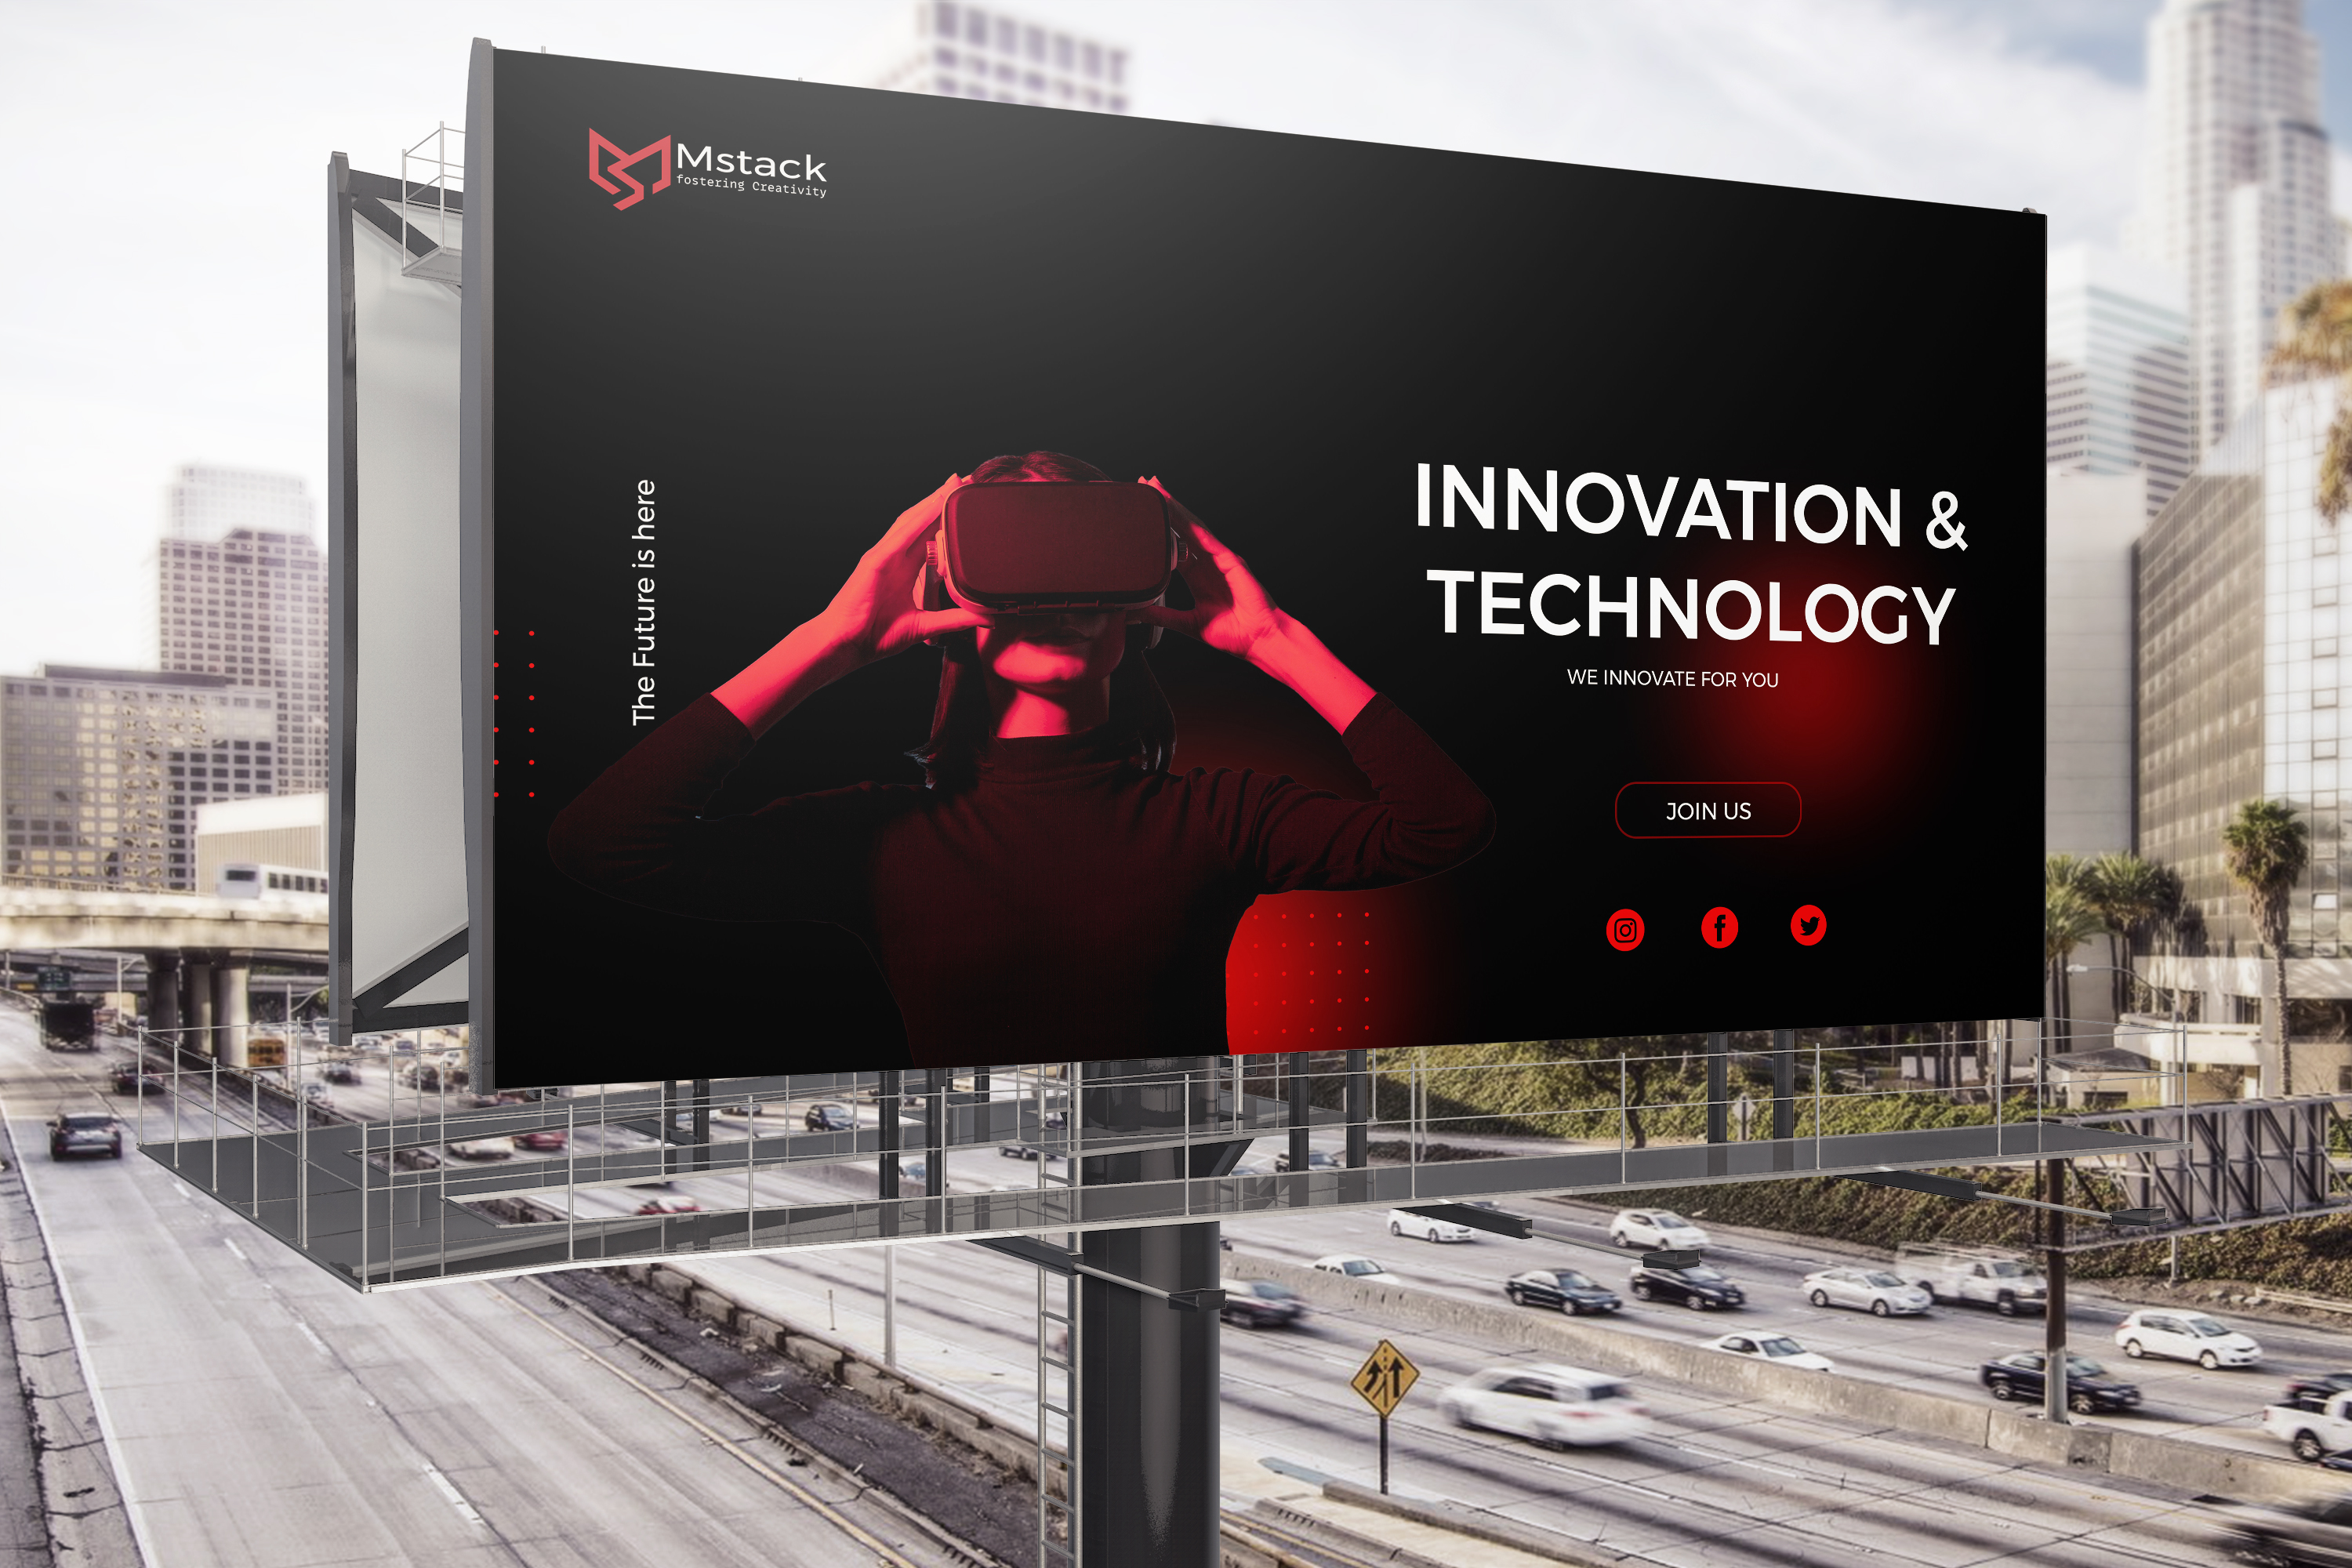 Mstack
fostering Creativity
The Future is here
INNOVATION &
TECHNOLOGY
WE INNOVATE FOR YOU
JOIN US